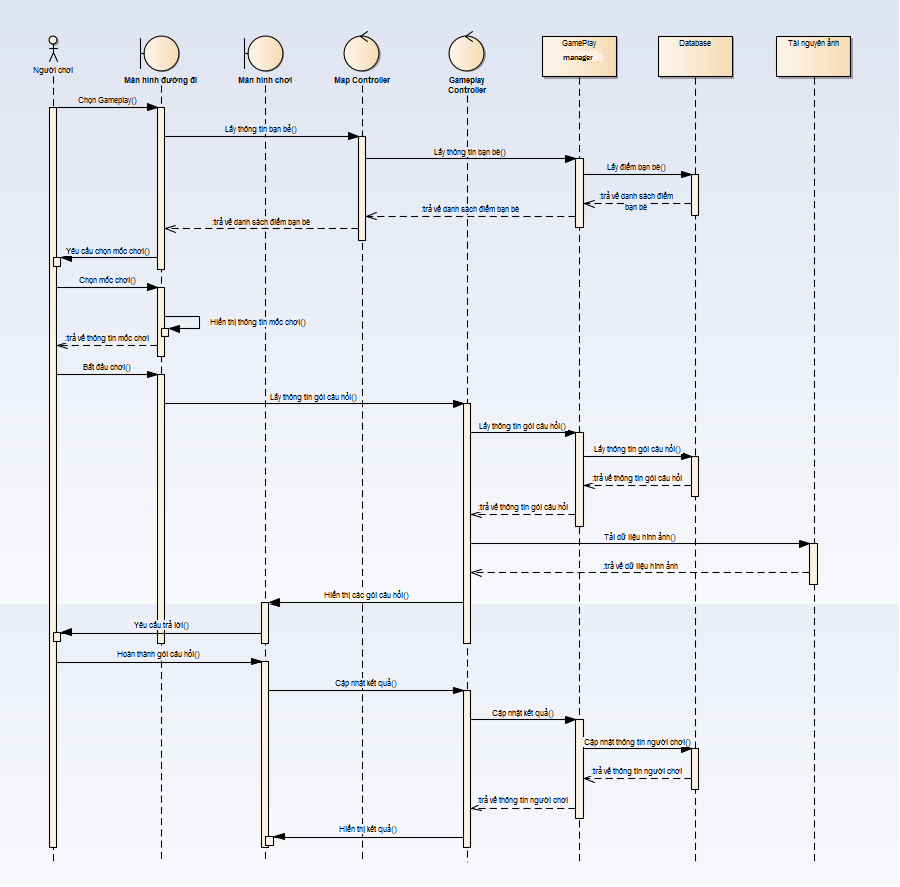 Người chơi
Màn hình đường đi
Màn hình chơi
Map Controller
Gameplay
Controller
GamePlay
manager
Database
Tài nguyên ảnh
Chọn Gameplay()
Lấy thông tin bạn bè()
Lấy thông tin bạn bè()
Lấy điểm bạn bè()
:trả về danh sách điểm
bạn bè
:trả về danh sách điểm bạn bè
:trả về danh sách điểm bạn bè
Yêu cầu chọn mốc chơi()
Chọn mốc chơi()
Hiển thị thông tin mốc chơi()
:trả về thông tin mốc chơi
Bắt đầu chơi()
Lấy thông tin gói câu hỏi()
Lấy thông tin gói câu hỏi()
Lấy thông tin gói câu hỏi()
:trả về thông tin gói câu hỏi
:trả về thông tin gói câu hỏi
Tải dữ liệu hình ảnh()
:trả về dữ liệu hình ảnh
Hiển thị các gói câu hỏi()
Yêu cầu trả lời()
Hoàn thành gói câu hỏi()
Cập nhật kết quả()
Cập nhật kết quả()
Cập nhật thông tin người chơi()
:trả về thông tin người chơi
:trả về thông tin người chơi
Hiển thị kết quả()